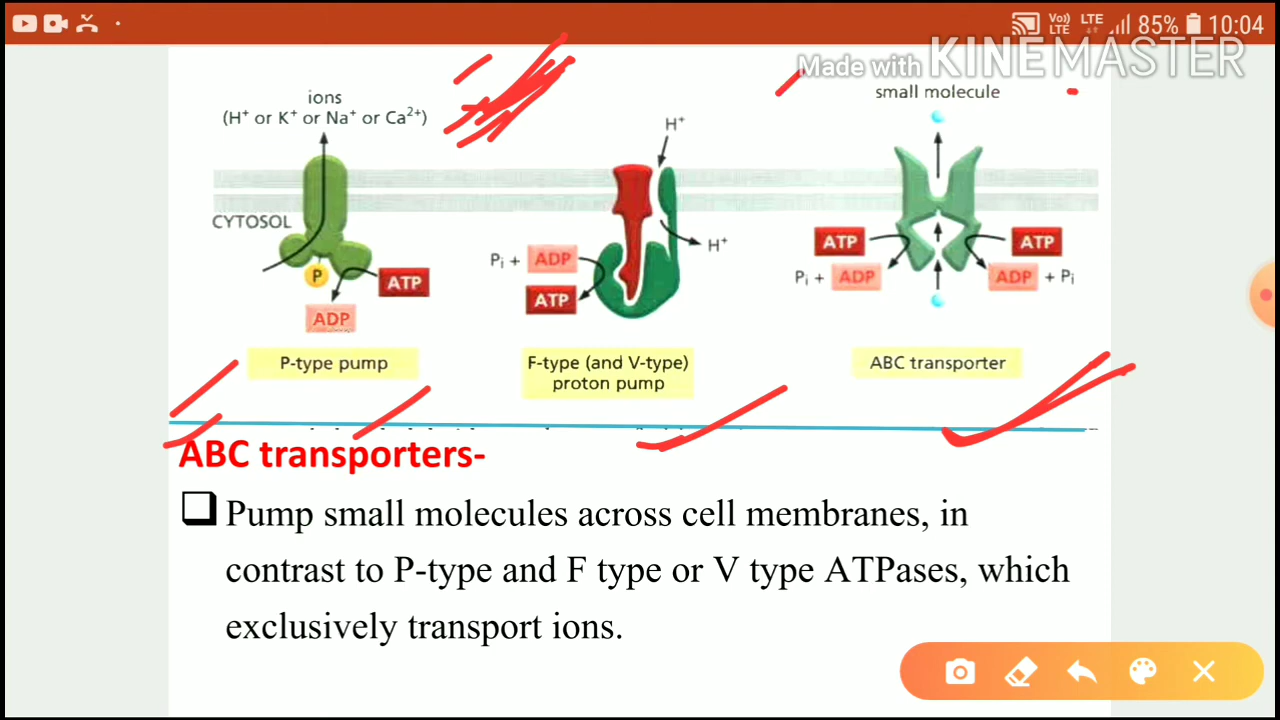 Vo)) LTE LTE 85% 10:04
Made with KINEMASTER
ions
(H⁺ or K⁺ or Na⁺ or Ca²⁺)
small molecule
H⁺
CYTOSOL
H⁺
P
ATP
ADP
Pi + ADP
ATP
ATP
ATP
Pi + ADP
ADP + Pi
P-type pump
F-type (and V-type)
proton pump
ABC transporter
ABC transporters-
Pump small molecules across cell membranes, in
contrast to P-type and F type or V type ATPases, which
exclusively transport ions.